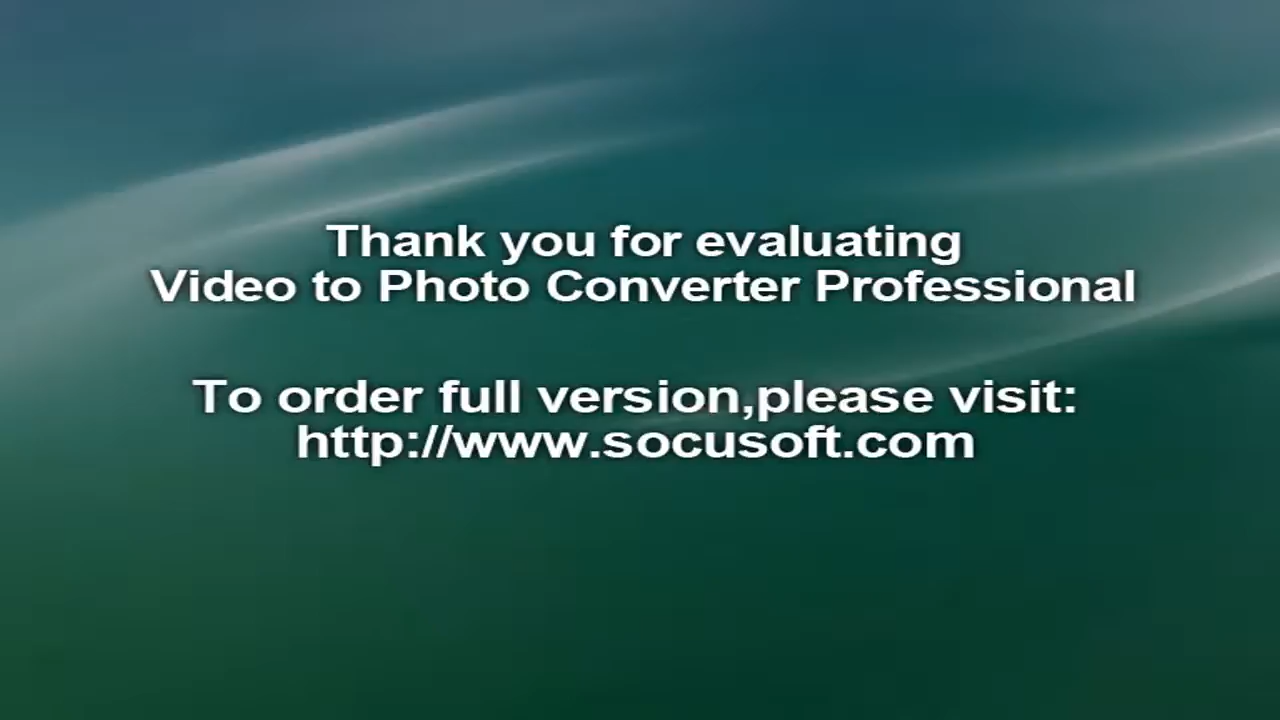 Thank you for evaluating
Video to Photo Converter Professional
To order full version,please visit:
http://www.socusoft.com